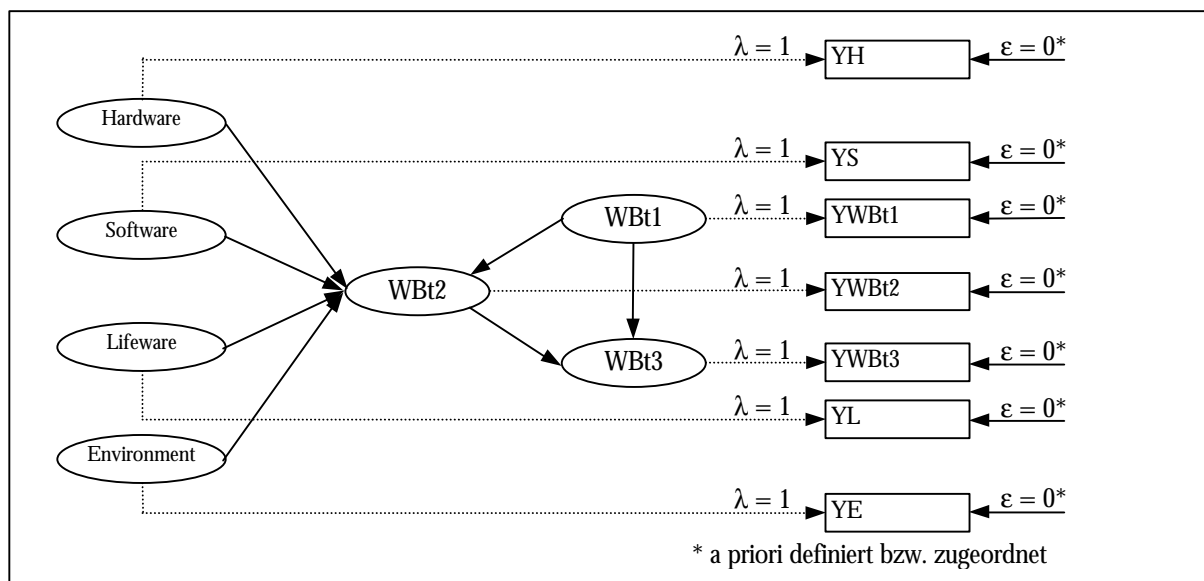 λ = 1 YH ε = 0*
Hardware
λ = 1 YS ε = 0*
Software
WBt1 λ = 1 YWBt1 ε = 0*
WBt2 λ = 1 YWBt2 ε = 0*
Lifeware
WBt3 λ = 1 YWBt3 ε = 0*
λ = 1 YL ε = 0*
Environment
λ = 1 YE ε = 0*
* a priori definiert bzw. zugeordnet